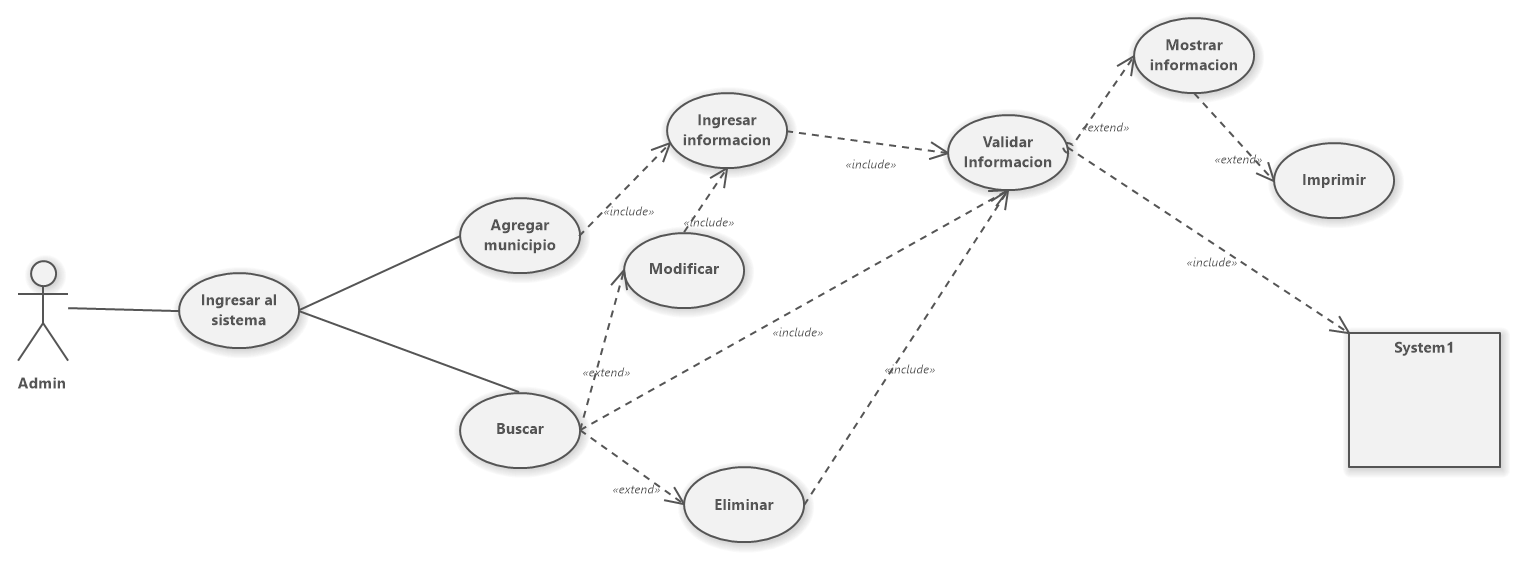 Mostrar
informacion
Ingresar
informacion
«extend»
Validar
Informacion
«include»
«extend»
Imprimir
Agregar
municipio
«include»
«include»
Modificar
«include»
Ingresar al
sistema
«include»
System1
Admin
«extend»
«include»
Buscar
«extend»
Eliminar